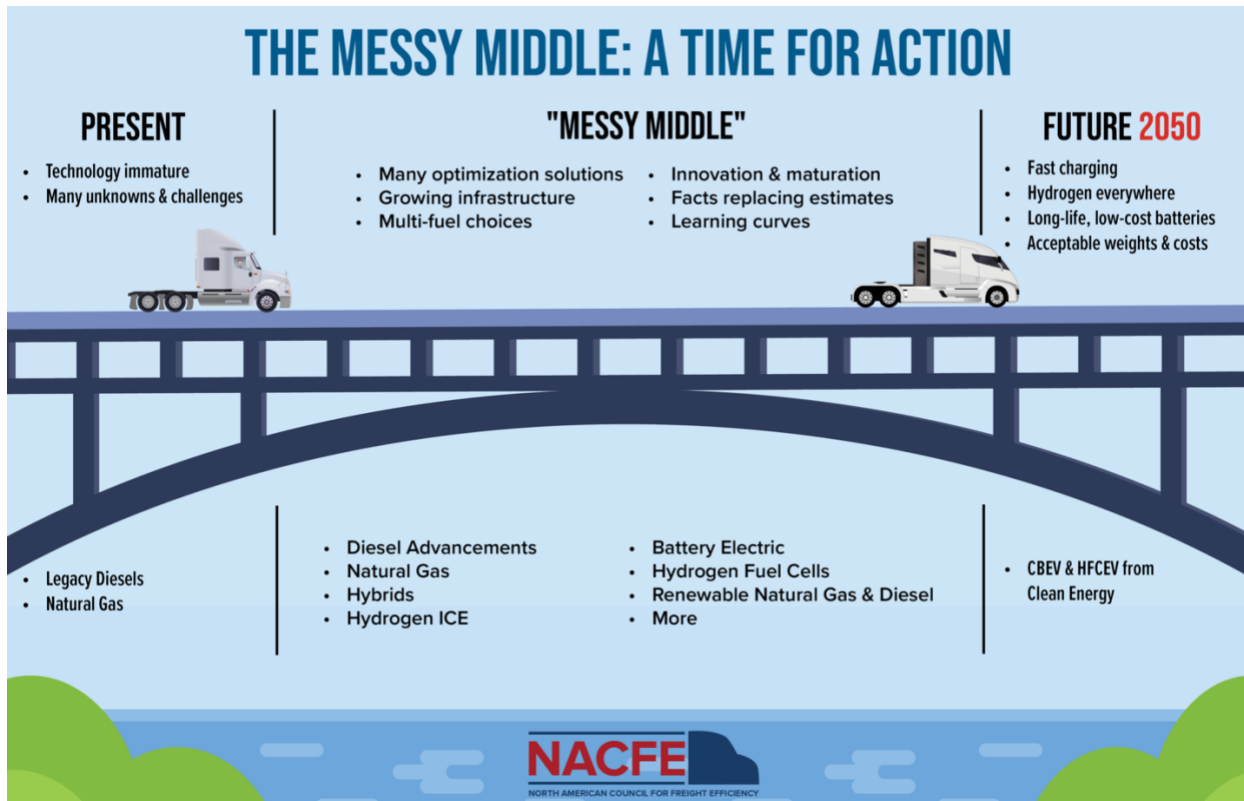 THE MESSY MIDDLE: A TIME FOR ACTION
PRESENT
• Technology immature
• Many unknowns & challenges
"MESSY MIDDLE"
• Many optimization solutions
• Growing infrastructure
• Multi-fuel choices
• Innovation & maturation
• Facts replacing estimates
• Learning curves
FUTURE 2050
• Fast charging
• Hydrogen everywhere
• Long-life, low-cost batteries
• Acceptable weights & costs
• Legacy Diesels
• Natural Gas
• Diesel Advancements
• Natural Gas
• Hybrids
• Hydrogen ICE
• Battery Electric
• Hydrogen Fuel Cells
• Renewable Natural Gas & Diesel
• More
• CBEV & HFCEV from
Clean Energy
NACFE
NORTH AMERICAN COUNCIL FOR FREIGHT EFFICIENCY